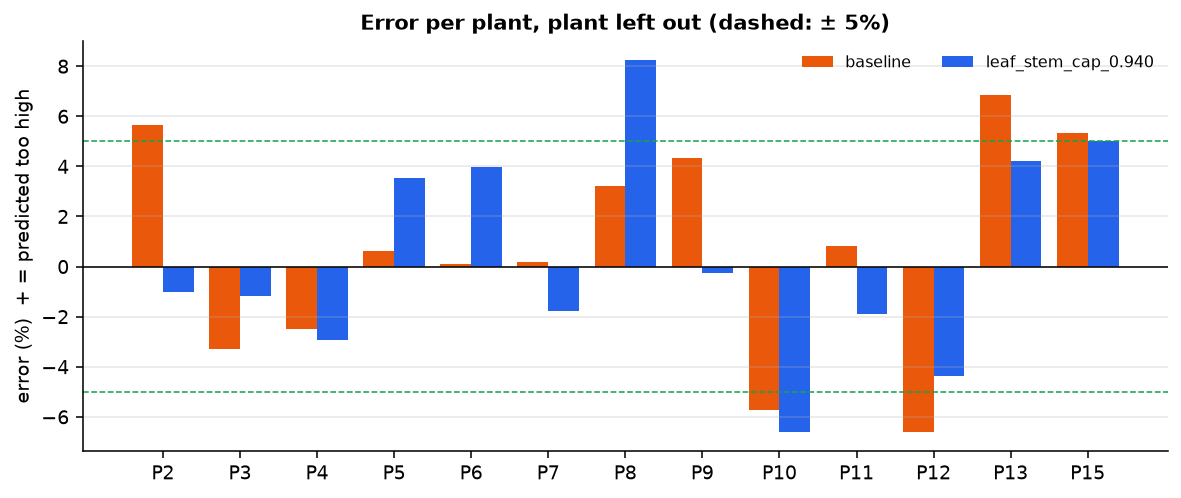 Error per plant, plant left out (dashed: ± 5%)
baseline
leaf_stem_cap_0.940
error (%)  + = predicted too high
8
6
4
2
0
−2
−4
−6
P2 P3 P4 P5 P6 P7 P8 P9 P10 P11 P12 P13 P15